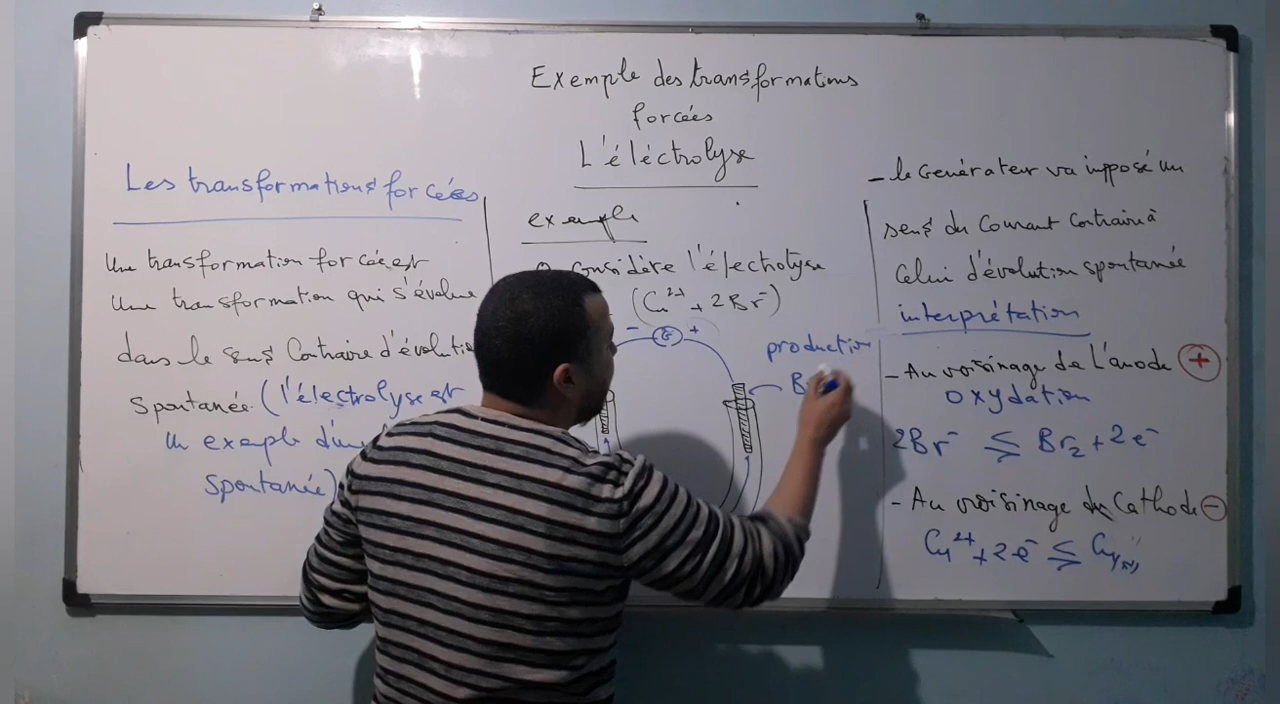 Exemple des transformations
forcées
L'éléctrolyse
Les transformations forcées
Une transformation forcée est
Une transformation qui s'évolue
dans le sens Contraire d'évolution
spontanée. (l'électrolyse est
un exemple
spontanée)
exemple
Considère l'électrolyse
(Cu²⁺ + 2Br⁻)
- G +
production
B
- le Générateur va imposé un
sens du Courant Contraire à
Celui d'évolution spontanée
interprétation
- Au voisinage de L'anode +
oxydation
2Br⁻ ⇆ Br₂ + 2e⁻
- Au voisinage Cathode -
Cu²⁺ + 2e⁻ ⇆ Cu(s)